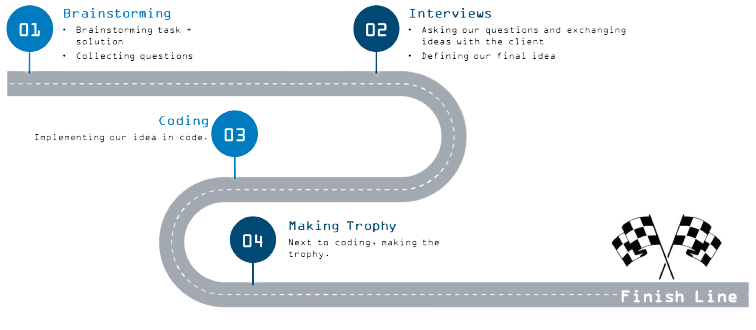 01
Brainstorming
• Brainstorming task +
solution
• Collecting questions
02
Interviews
• Asking our questions and exchanging
ideas with the client
• Defining our final idea
03
Coding
Implementing our idea in code.
04
Making Trophy
Next to coding, making the
trophy.
Finish Line